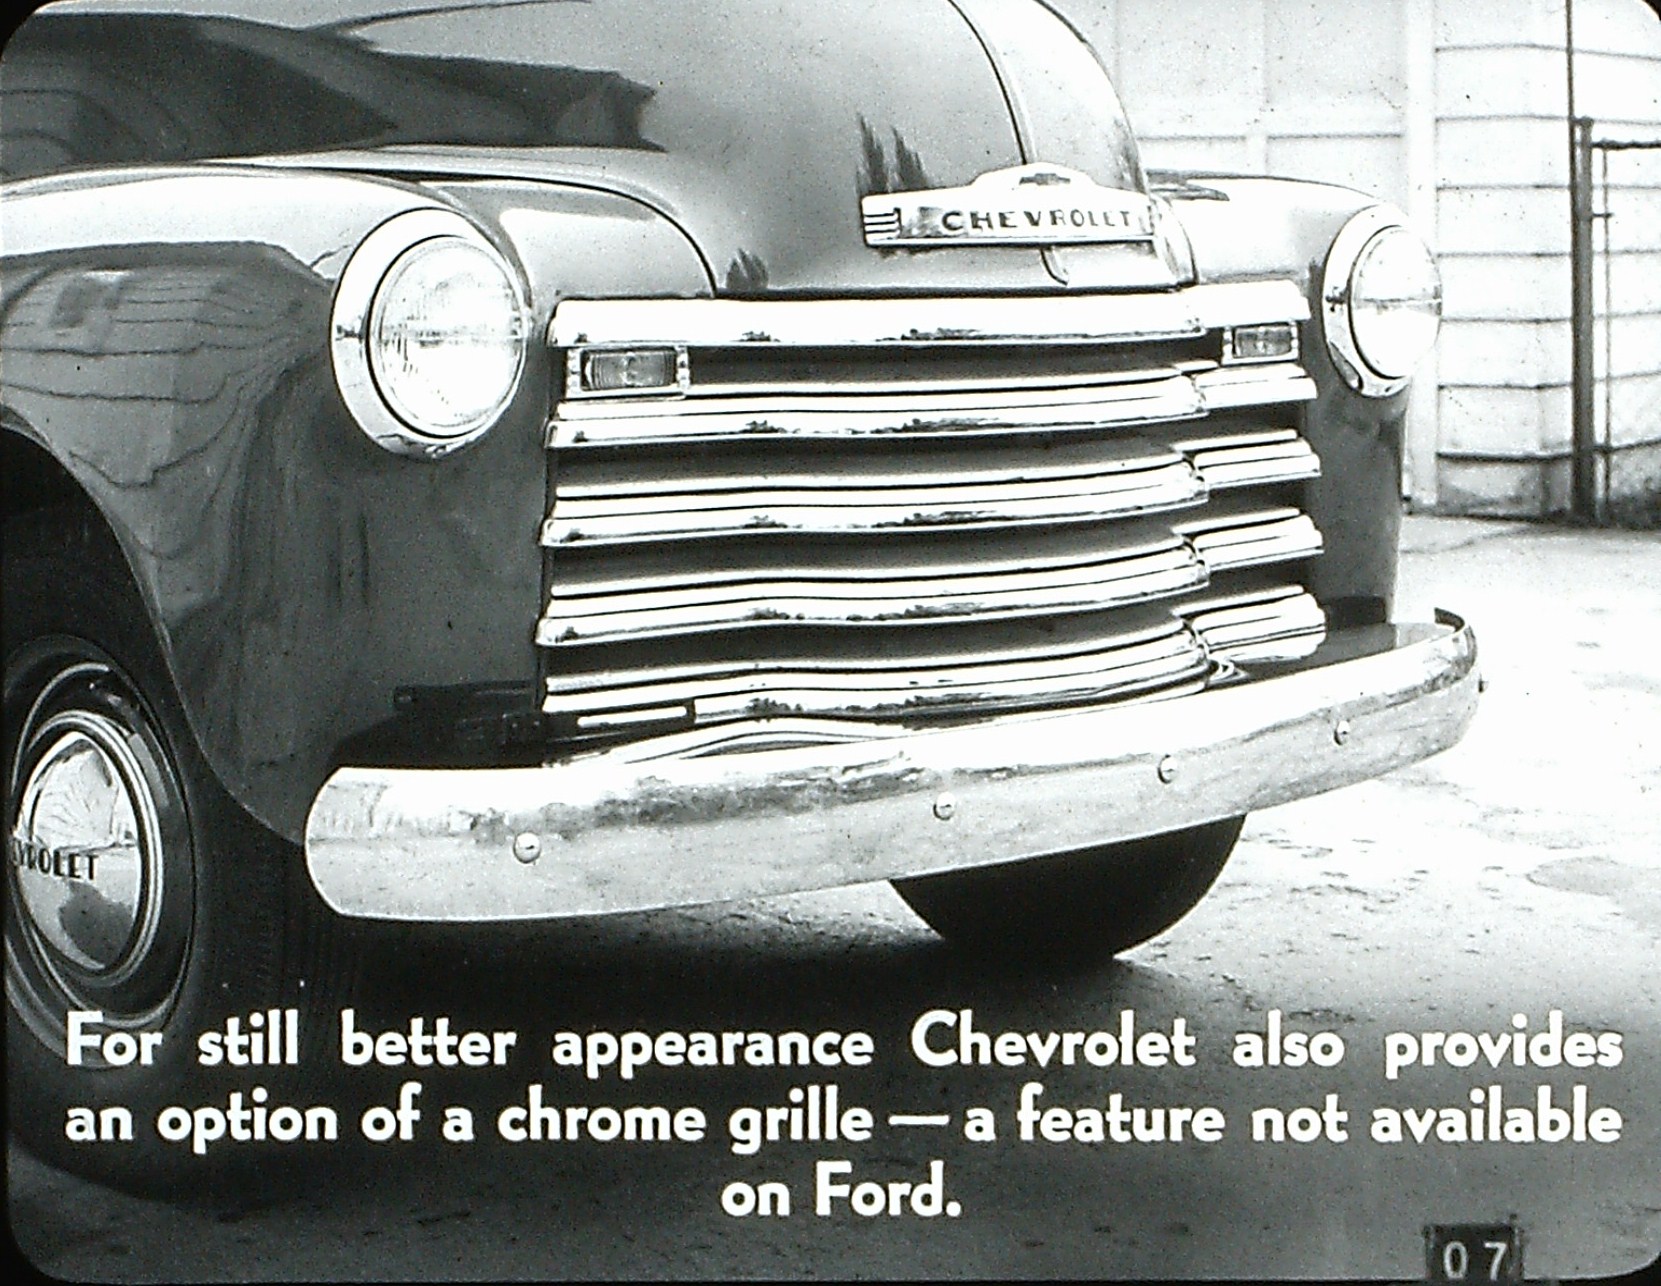 CHEVROLET
VROLET
For still better appearance Chevrolet also provides
an option of a chrome grille — a feature not available
on Ford.
07